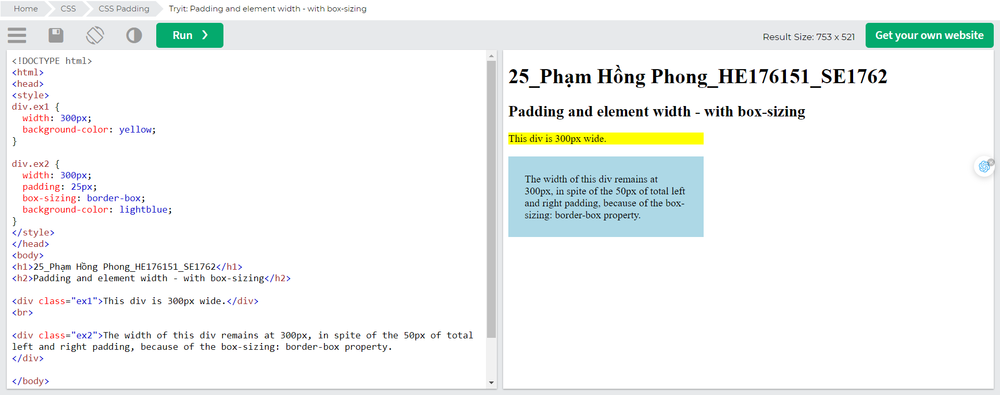 Home CSS CSS Padding Tryit: Padding and element width - with box-sizing
Run ❯ Result Size: 753 x 521 Get your own website
<!DOCTYPE html>
<html>
<head>
<style>
div.ex1 {
  width: 300px;
  background-color: yellow;
}

div.ex2 {
  width: 300px;
  padding: 25px;
  box-sizing: border-box;
  background-color: lightblue;
}
</style>
</head>
<body>
<h1>25_Phạm Hồng Phong_HE176151_SE1762</h1>
<h2>Padding and element width - with box-sizing</h2>

<div class="ex1">This div is 300px wide.</div>
<br>

<div class="ex2">The width of this div remains at 300px, in spite of the 50px of total
left and right padding, because of the box-sizing: border-box property.
</div>

</body>
25_Phạm Hồng Phong_HE176151_SE1762
Padding and element width - with box-sizing
This div is 300px wide.
The width of this div remains at
300px, in spite of the 50px of total left
and right padding, because of the box-
sizing: border-box property.